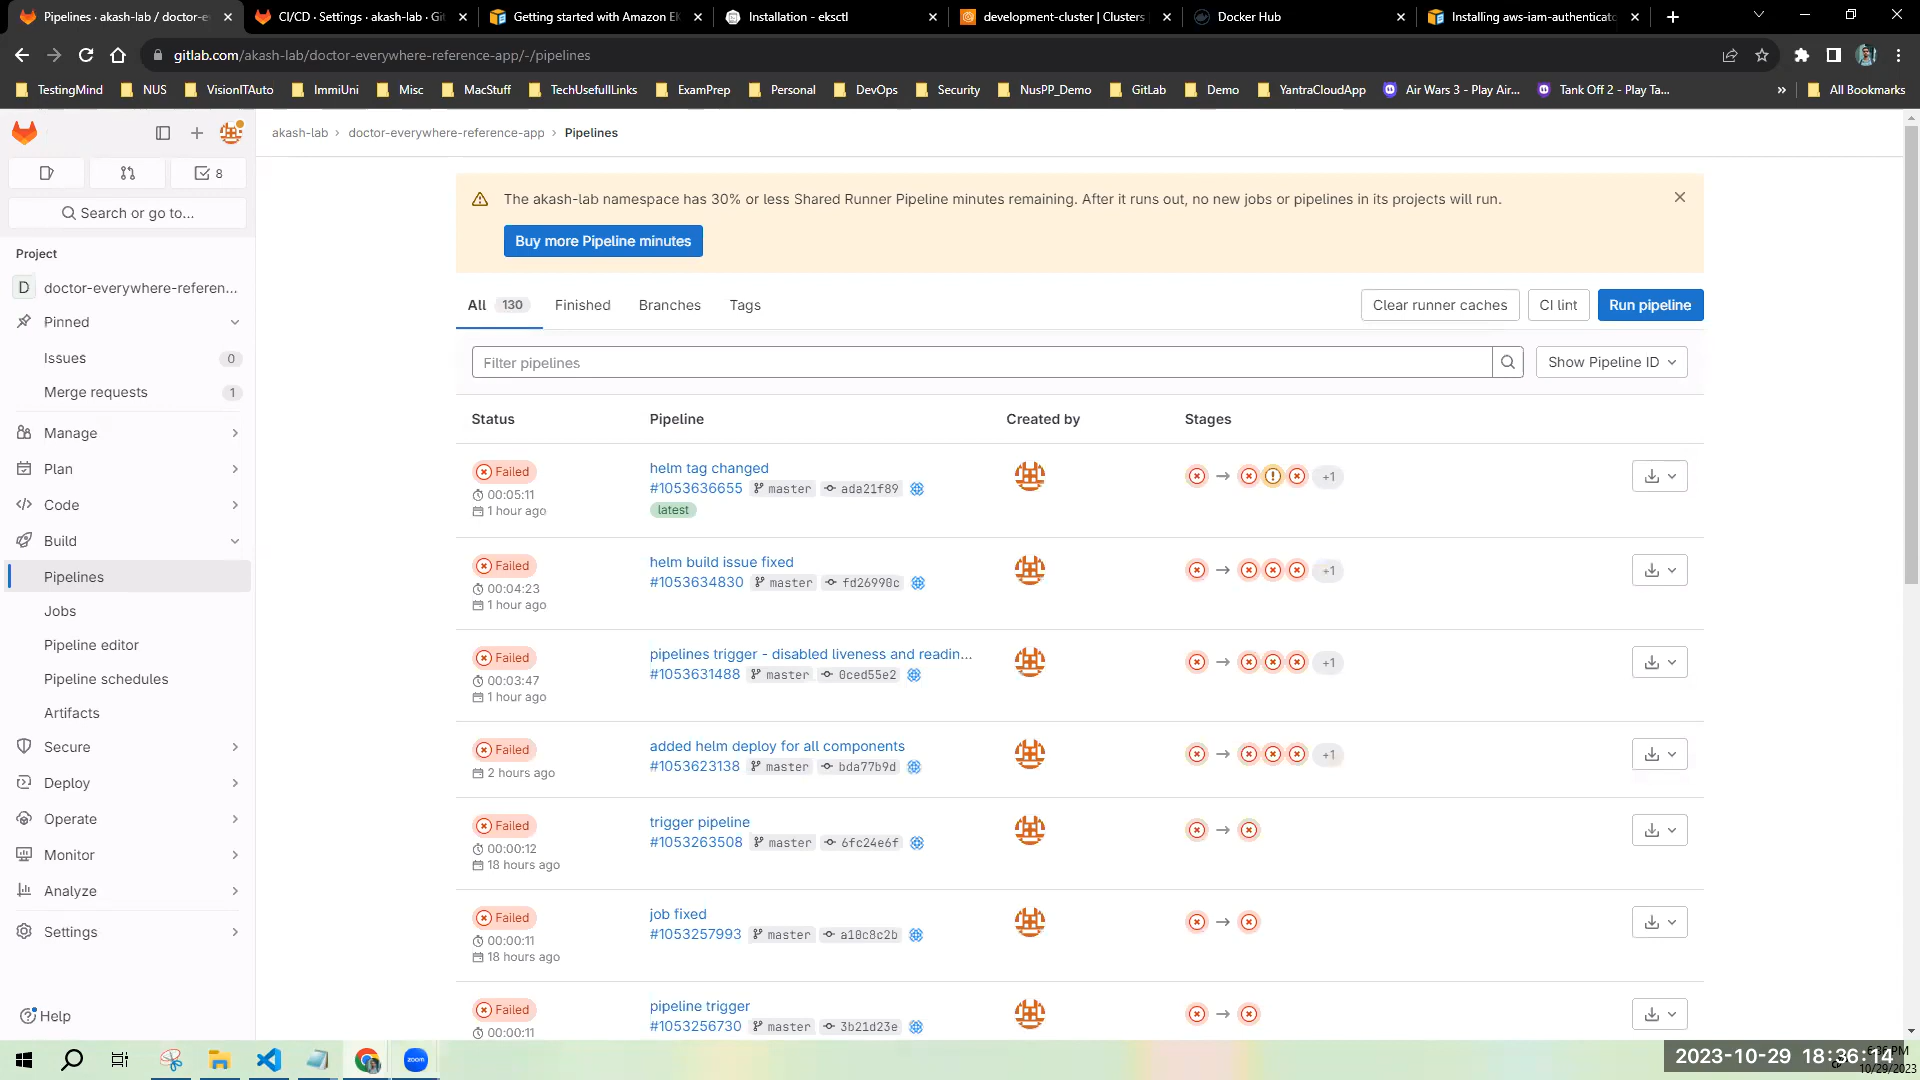 Pipelines · akash-lab / doctor-e
CI/CD · Settings · akash-lab · Git
Getting started with Amazon EK
Installation - eksctl
development-cluster | Clusters
Docker Hub
Installing aws-iam-authenticato
gitlab.com/akash-lab/doctor-everywhere-reference-app/-/pipelines
TestingMind
NUS
VisionITAuto
ImmiUni
Misc
MacStuff
TechUsefullLinks
ExamPrep
Personal
DevOps
Security
NusPP_Demo
GitLab
Demo
YantraCloudApp
Air Wars 3 - Play Air...
Tank Off 2 - Play Ta...
»
All Bookmarks
akash-lab › doctor-everywhere-reference-app › Pipelines
8
Search or go to...
Project
D doctor-everywhere-referen...
Pinned
Issues 0
Merge requests 1
Manage
Plan
Code
Build
Pipelines
Jobs
Pipeline editor
Pipeline schedules
Artifacts
Secure
Deploy
Operate
Monitor
Analyze
Settings
Help
The akash-lab namespace has 30% or less Shared Runner Pipeline minutes remaining. After it runs out, no new jobs or pipelines in its projects will run.
Buy more Pipeline minutes
All 130 Finished Branches Tags
Clear runner caches CI lint Run pipeline
Filter pipelines
Show Pipeline ID
Status Pipeline Created by Stages
Failed
00:05:11
1 hour ago
helm tag changed
#1053636655 master ada21f89
latest
+1
Failed
00:04:23
1 hour ago
helm build issue fixed
#1053634830 master fd26990c
+1
Failed
00:03:47
1 hour ago
pipelines trigger - disabled liveness and readin...
#1053631488 master 0ced55e2
+1
Failed
2 hours ago
added helm deploy for all components
#1053623138 master bda77b9d
+1
Failed
00:00:12
18 hours ago
trigger pipeline
#1053263508 master 6fc24e6f
Failed
00:00:11
18 hours ago
job fixed
#1053257993 master a10c8c2b
Failed
00:00:11
pipeline trigger
#1053256730 master 3b21d23e
zoom
2023-10-29 18:36:14
10/29/2023